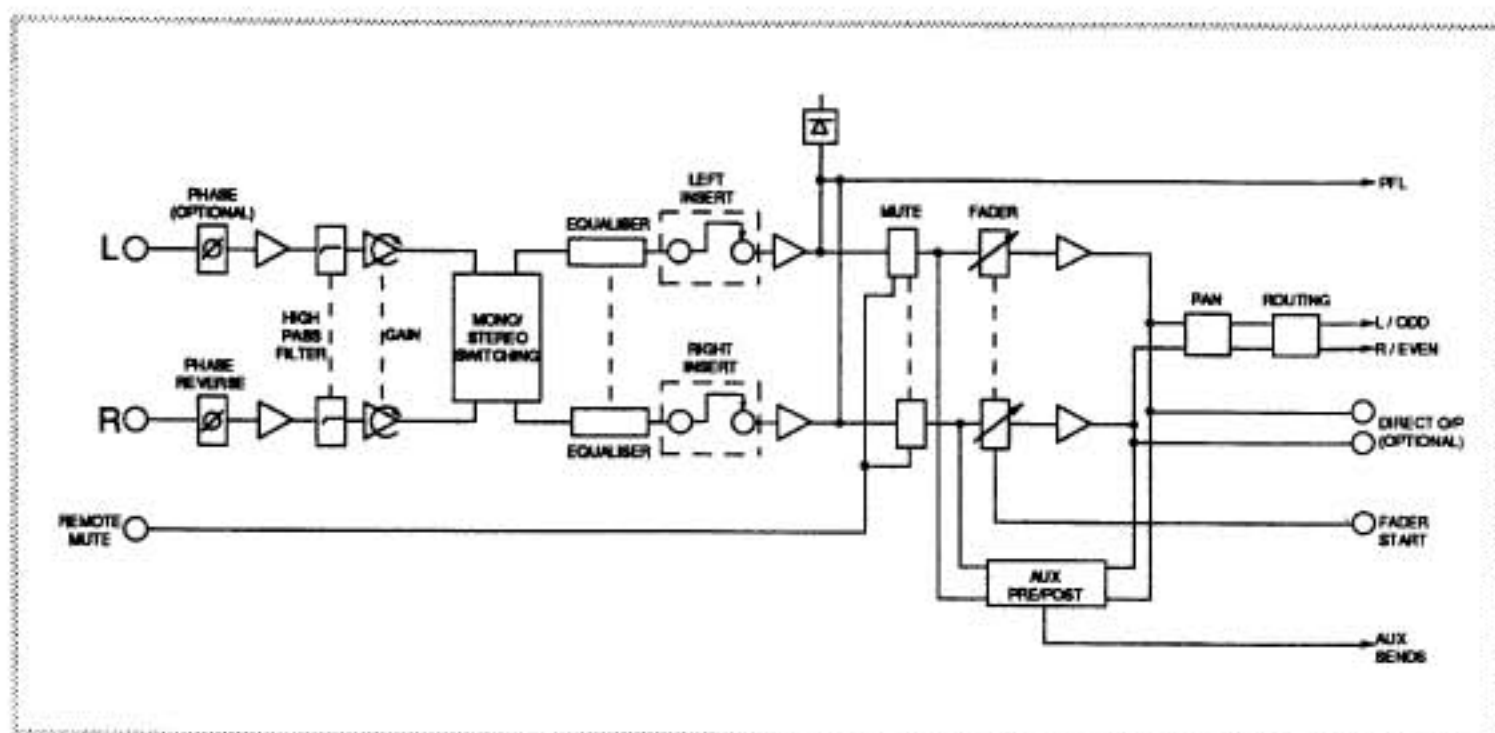 PHASE
(OPTIONAL)
L
HIGH
PASS
FILTER
GAIN
PHASE
REVERSE
R
REMOTE
MUTE
MONO/
STEREO
SWITCHING
EQUALISER
LEFT
INSERT
RIGHT
INSERT
EQUALISER
MUTE
FADER
PFL
PAN
ROUTING
L / ODD
R / EVEN
DIRECT O/P
(OPTIONAL)
FADER
START
AUX
PRE/POST
AUX
SENDS